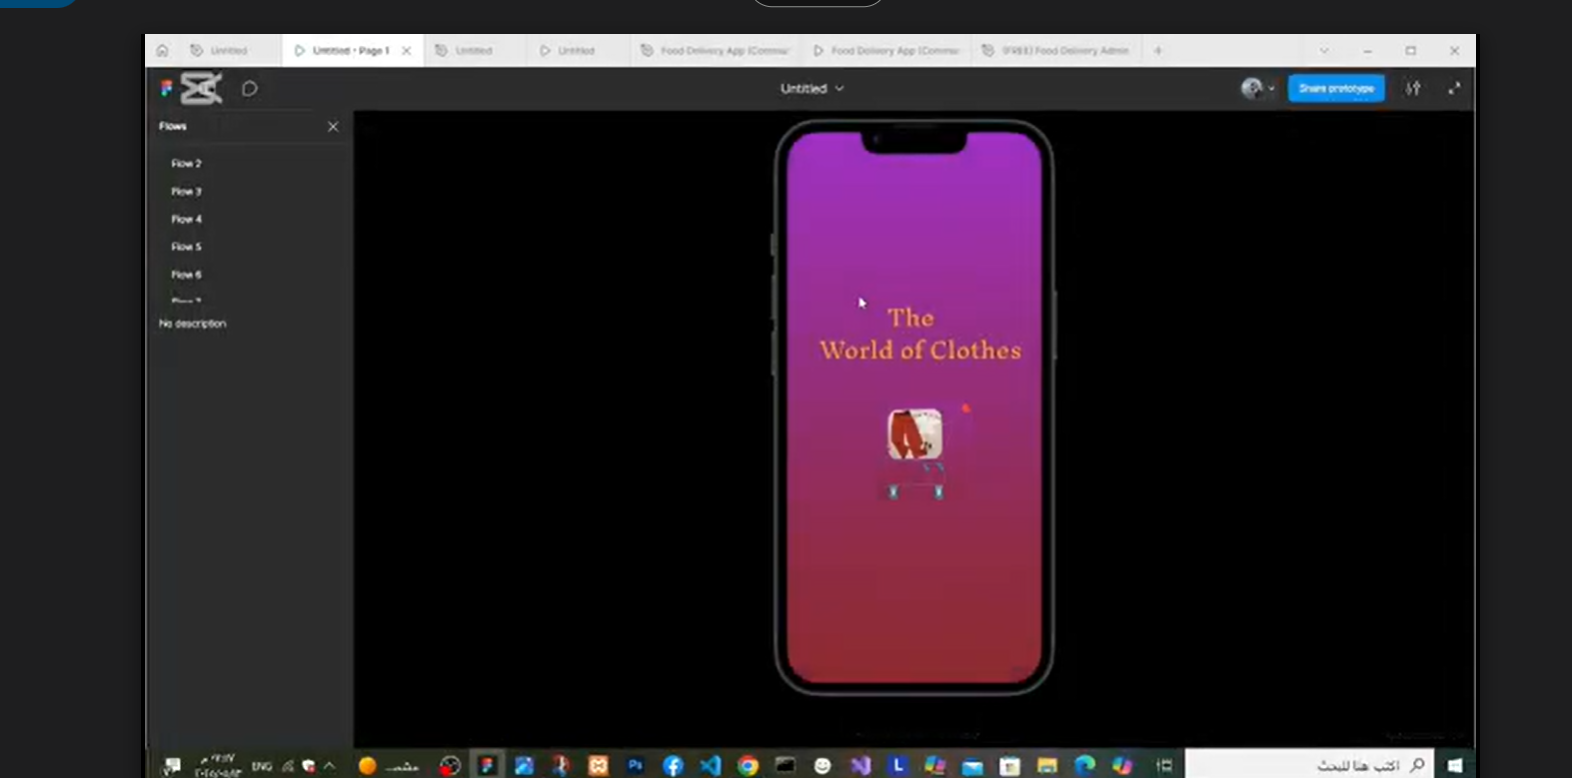 Untitled
Untitled - Page 1
Untitled
Untitled
Food Delivery App (Commu
Food Delivery App (Commu
(FREE) Food Delivery Admin
Untitled
Share prototype
Flows
Flow 2
Flow 3
Flow 4
Flow 5
Flow 6
No description
The
World of Clothes
ENG
Ps
L
اكتب هنا للبحث